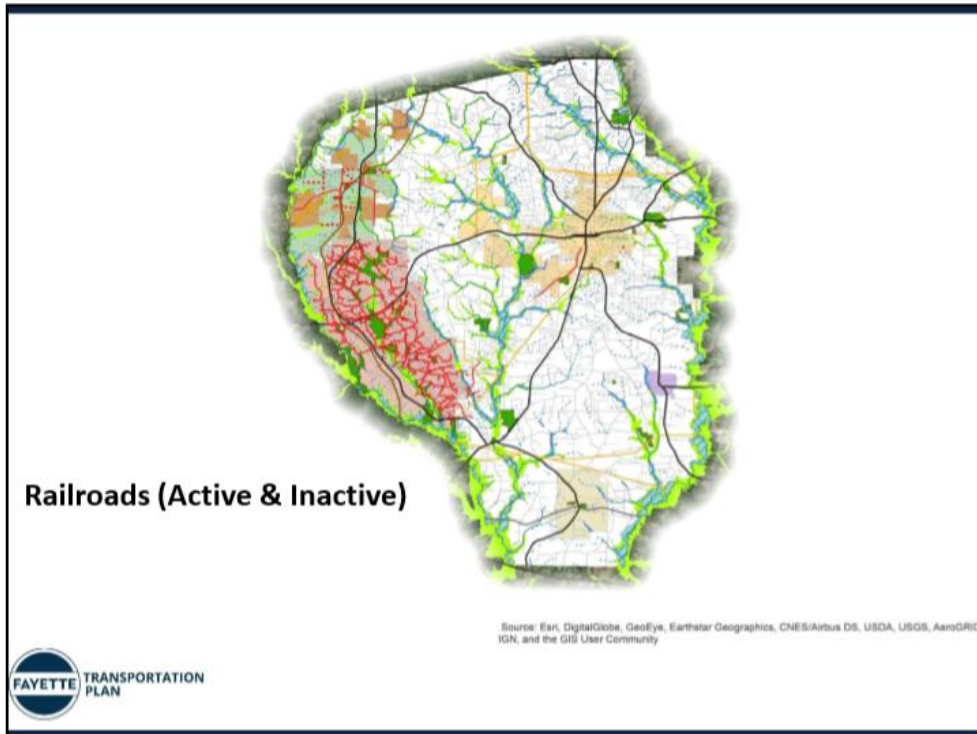 Railroads (Active & Inactive)
Source: Esri, DigitalGlobe, GeoEye, Earthstar Geographics, CNES/Airbus DS, USDA, USGS, AeroGRID
IGN, and the GIS User Community
FAYETTE
TRANSPORTATION
PLAN